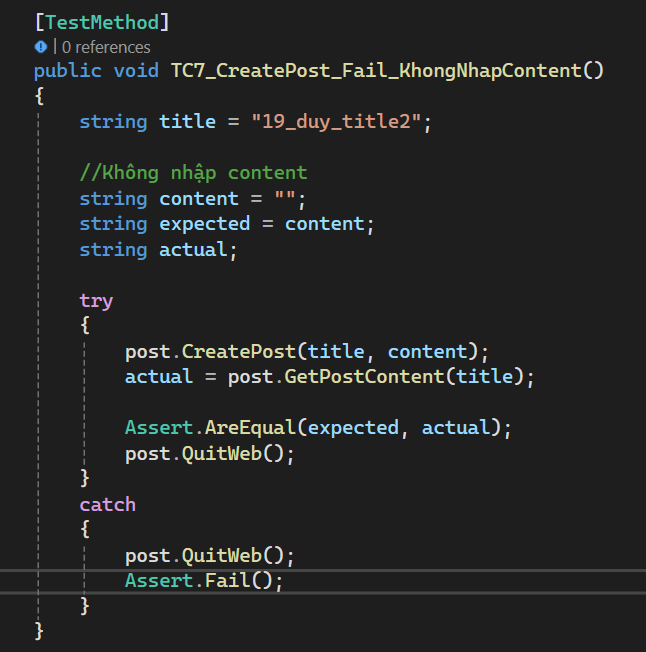 [TestMethod]
| 0 references
public void TC7_CreatePost_Fail_KhongNhapContent()
{
string title = "19_duy_title2";
//Không nhập content
string content = "";
string expected = content;
string actual;
try
{
post.CreatePost(title, content);
actual = post.GetPostContent(title);
Assert.AreEqual(expected, actual);
post.QuitWeb();
}
catch
{
post.QuitWeb();
Assert.Fail();
}
}